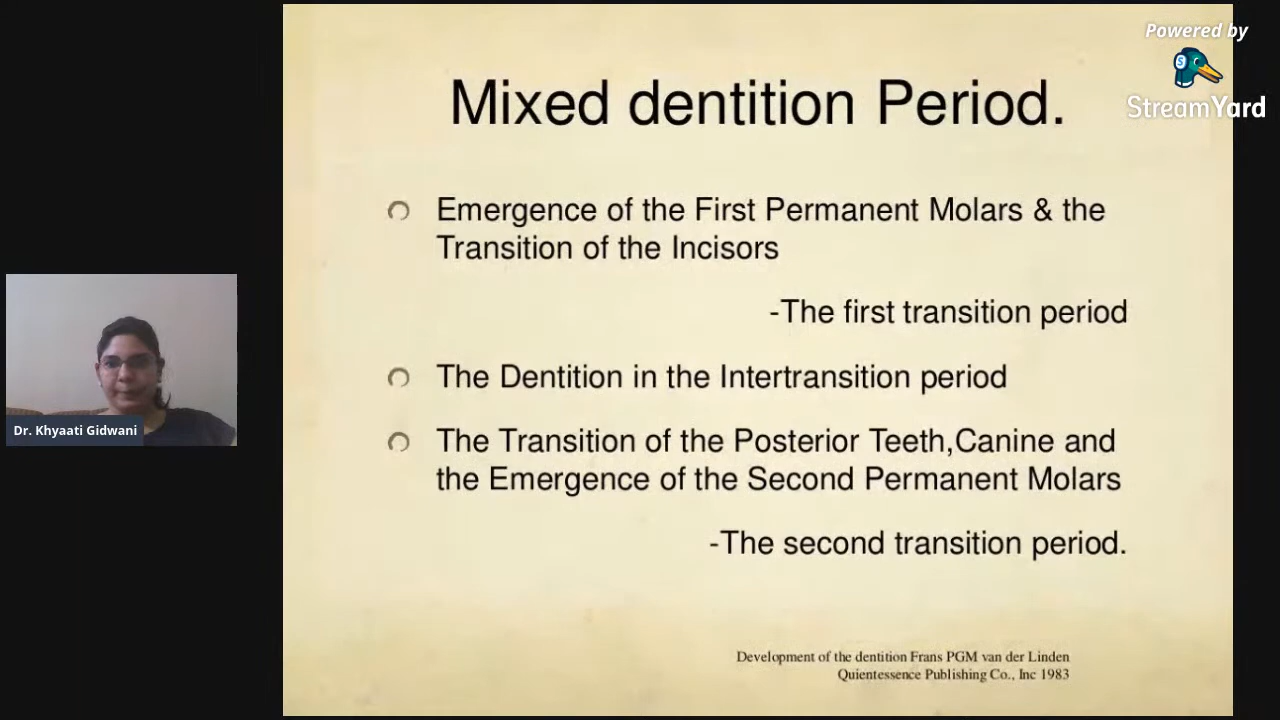 Powered by
StreamYard
Mixed dentition Period.
Emergence of the First Permanent Molars & the
Transition of the Incisors
-The first transition period
The Dentition in the Intertransition period
The Transition of the Posterior Teeth,Canine and
the Emergence of the Second Permanent Molars
-The second transition period.
Development of the dentition Frans PGM van der Linden
Quientessence Publishing Co., Inc 1983
Dr. Khyaati Gidwani